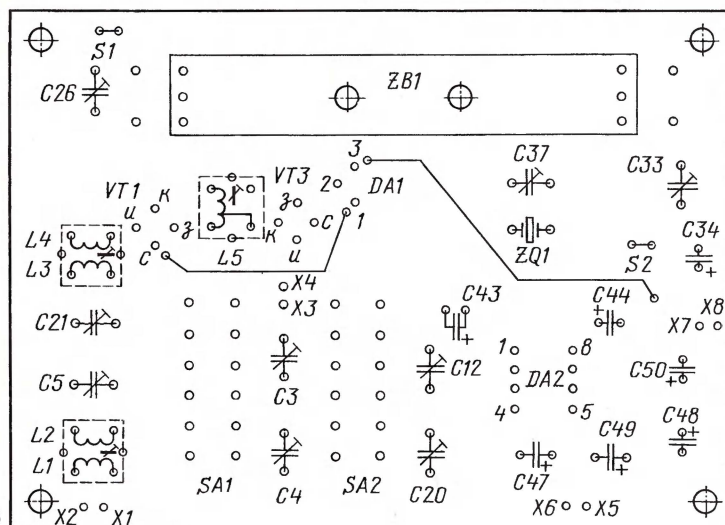 S1
ZB1
C26
3
C37
C33
VT1
к
VT3
2
DA1
и
з
з
1
L4
к
с
C34
с
L5
и
ZQ1
S2
L3
X4
X3
C43
C44
X8
C21
+
X7
1
8
+
C5
C3
C12
DA2
C50
+
4
5
C48
+
L2
C49
L1
SA1
C4
SA2
C20
C47
+
+
X2
X1
X6
X5